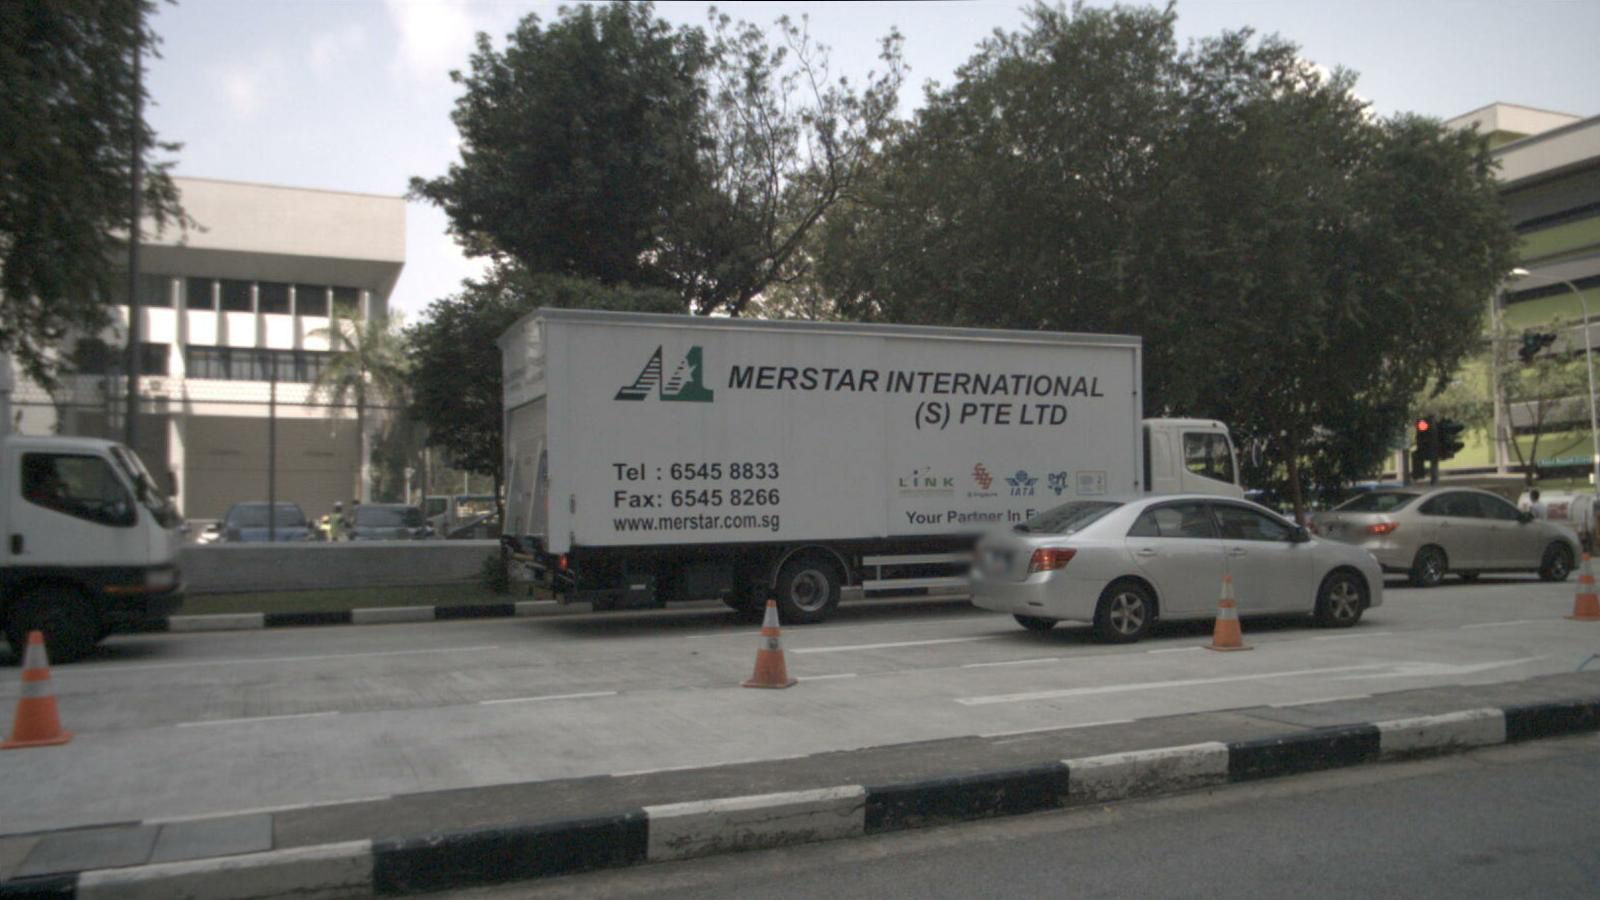 MERSTAR INTERNATIONAL
(S) PTE LTD
Tel : 6545 8833
Fax: 6545 8266
www.merstar.com.sg
LINK
IATA
Your Partner In